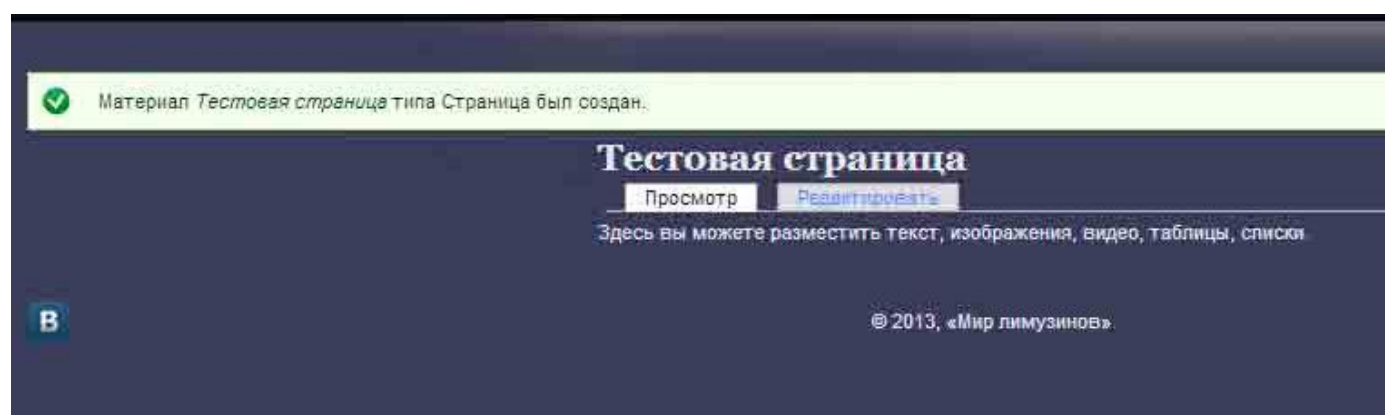 Материал Тестовая страница типа Страница был создан.
Тестовая страница
Просмотр Редактировать
Здесь вы можете разместить текст, изображения, видео, таблицы, списки.
В
© 2013, «Мир лимузинов»